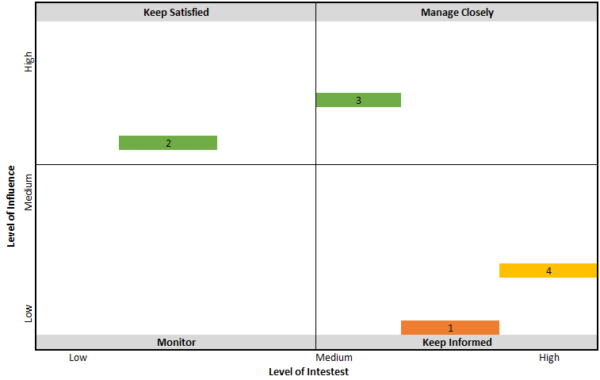 Keep Satisfied
Manage Closely
High
3
2
Medium
Level of Influence
4
Low
1
Monitor
Keep Informed
Low
Medium
High
Level of Intestest